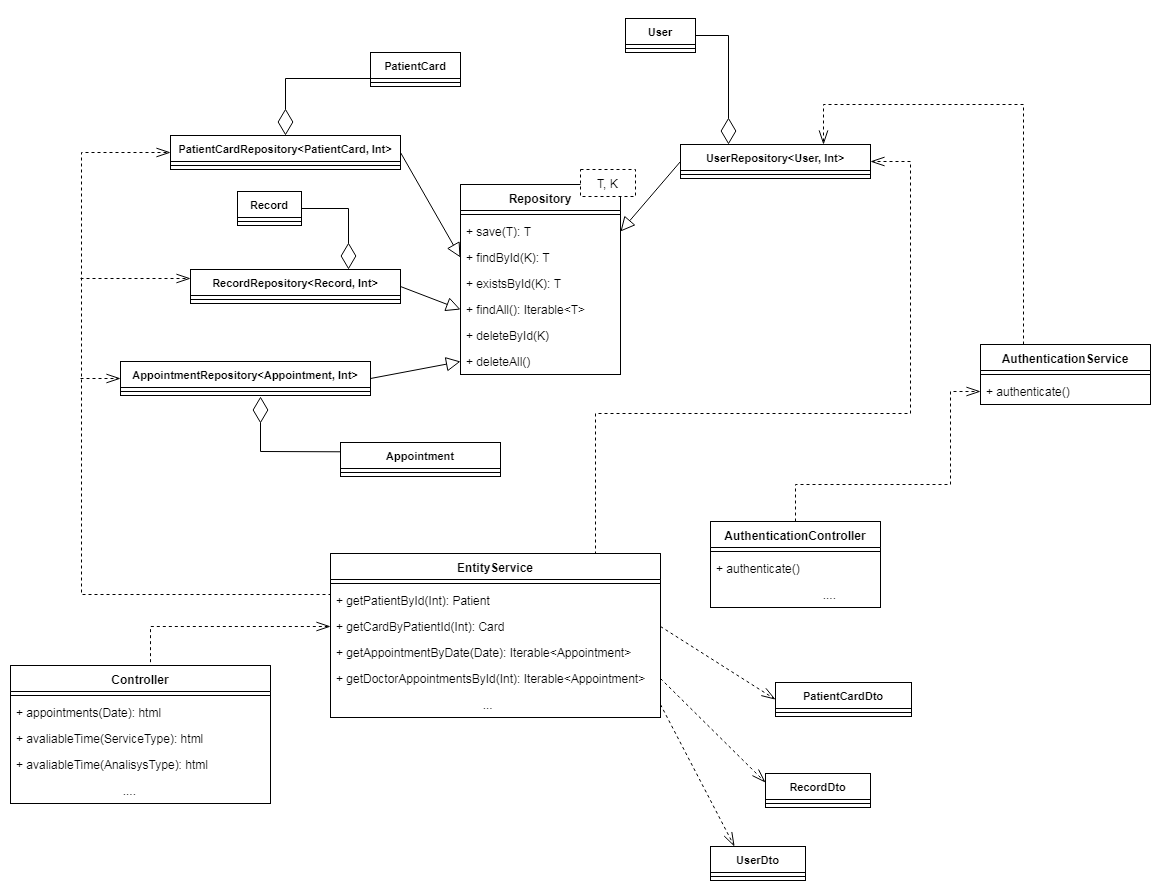 User
PatientCard
PatientCardRepository<PatientCard, Int>
UserRepository<User, Int>
T, K
Repository
+ save(T): T
+ findById(K): T
+ existsById(K): T
+ findAll(): Iterable<T>
+ deleteById(K)
+ deleteAll()
Record
RecordRepository<Record, Int>
AppointmentRepository<Appointment, Int>
Appointment
AuthenticationService
+ authenticate()
AuthenticationController
+ authenticate()
....
EntityService
+ getPatientById(Int): Patient
+ getCardByPatientId(Int): Card
+ getAppointmentByDate(Date): Iterable<Appointment>
+ getDoctorAppointmentsById(Int): Iterable<Appointment>
...
Controller
+ appointments(Date): html
+ avaliableTime(ServiceType): html
+ avaliableTime(AnalisysType): html
....
PatientCardDto
RecordDto
UserDto